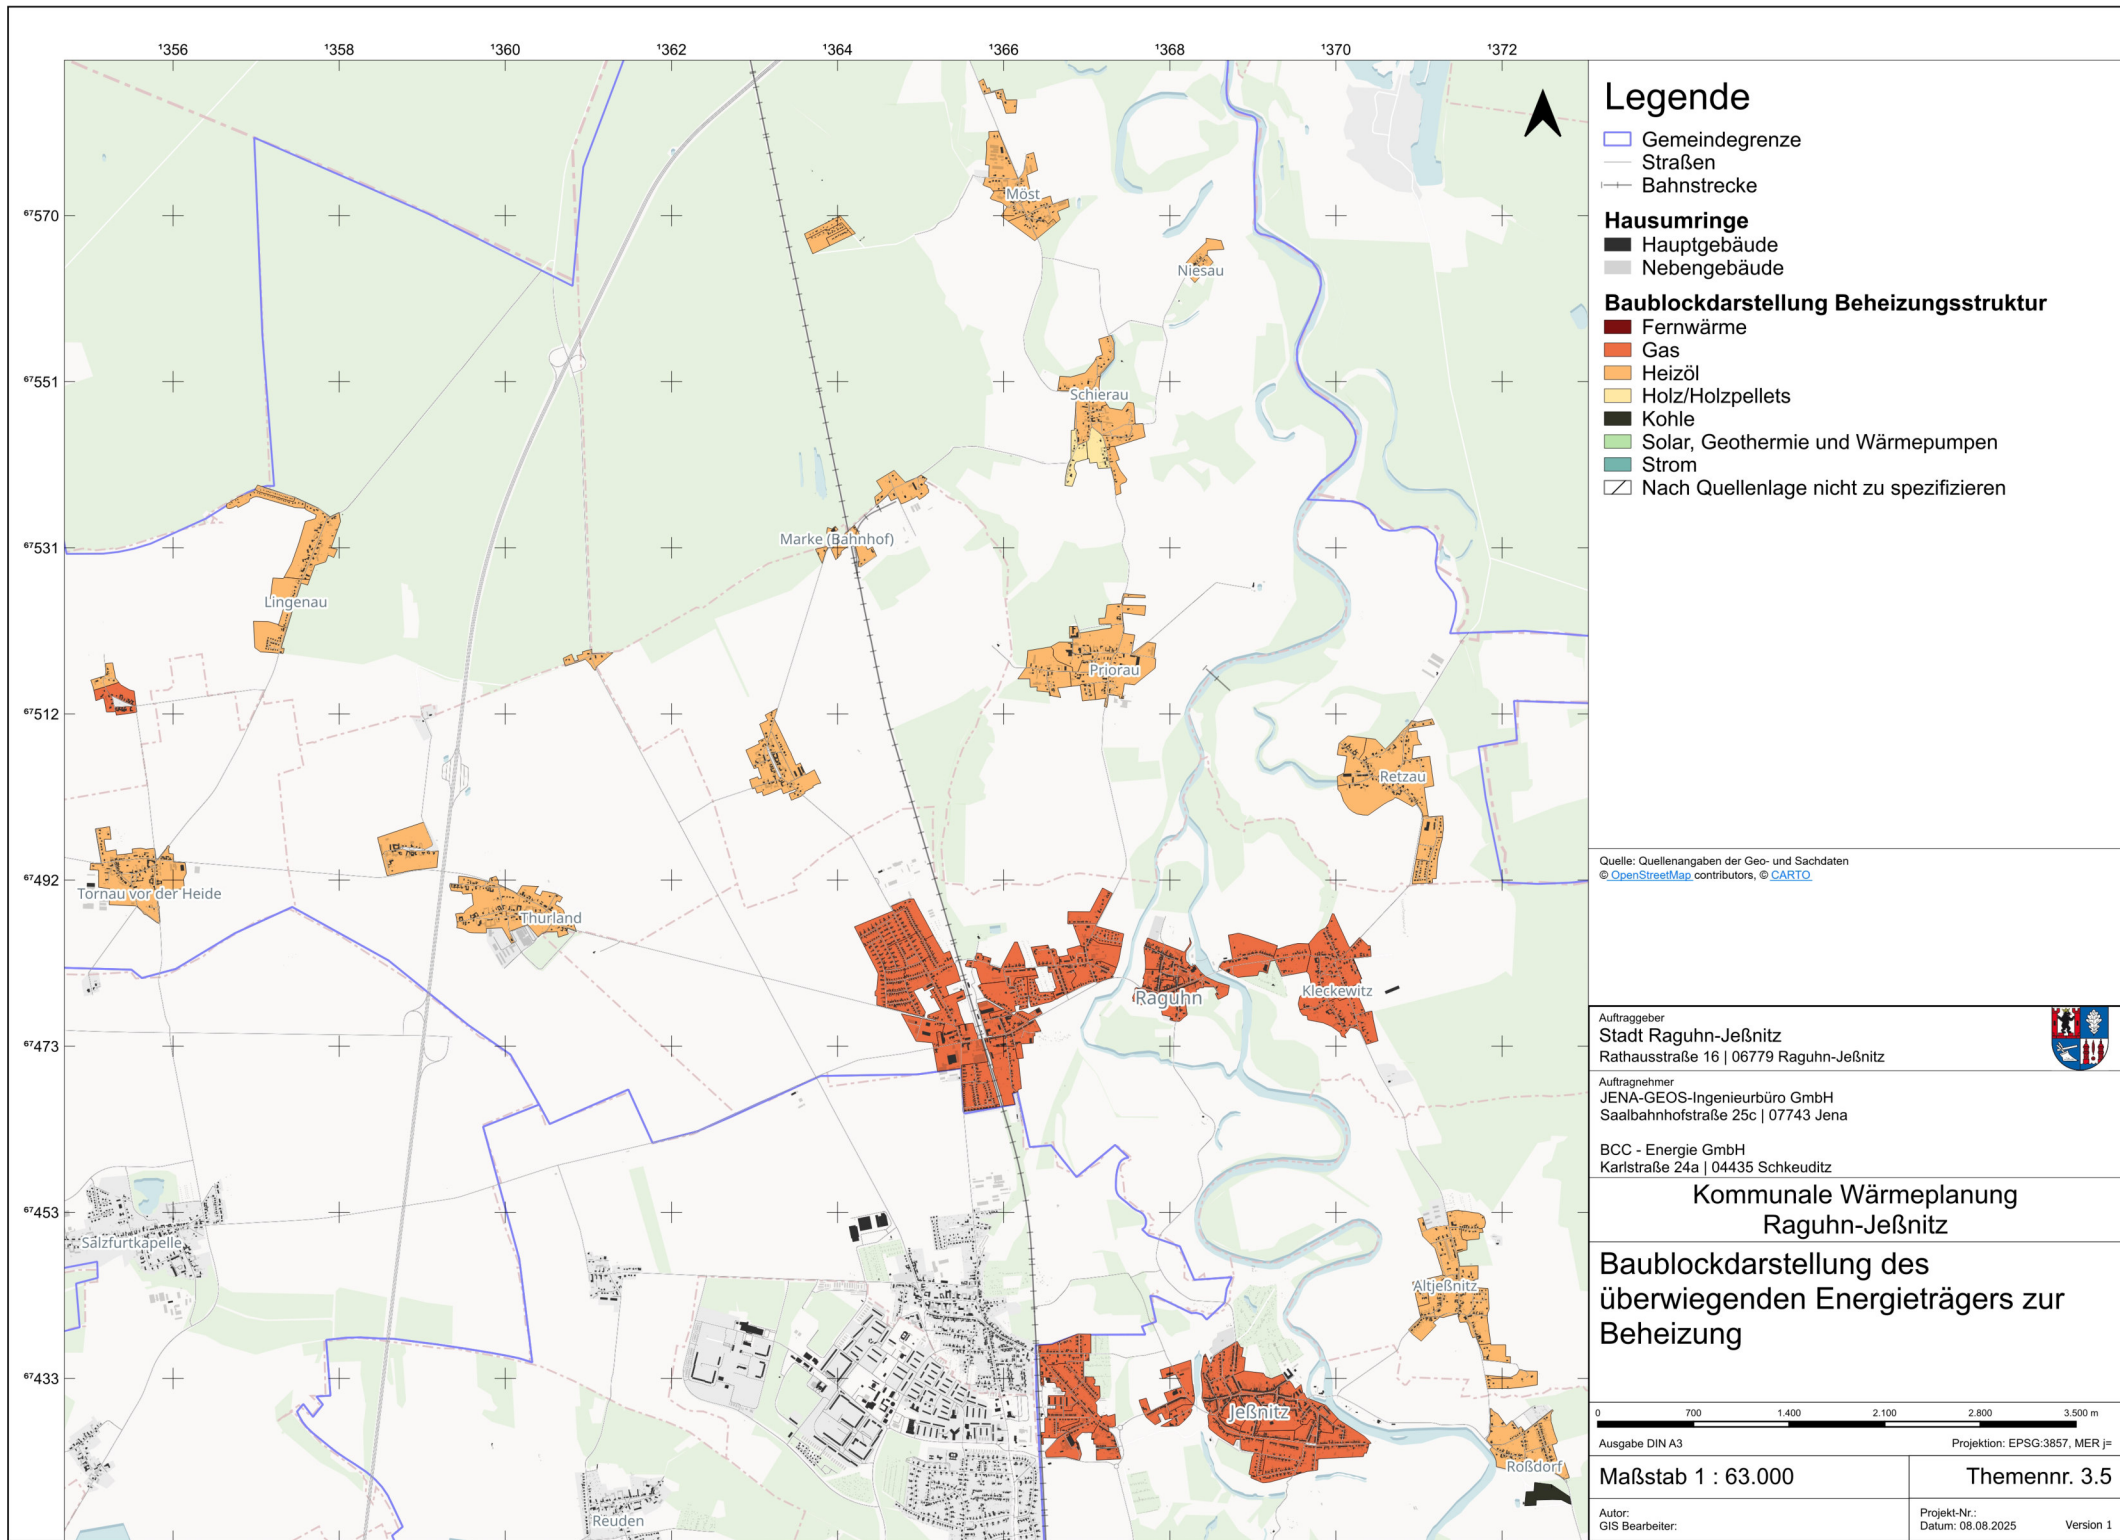 ¹356 ¹358 ¹360 ¹362 ¹364 ¹366 ¹368 ¹370 ¹372
⁶⁷570
⁶⁷551
⁶⁷531
⁶⁷512
⁶⁷492
⁶⁷473
⁶⁷453
⁶⁷433
Möst
Niesau
Schierau
Marke (Bahnhof)
Lingenau
Priorau
Retzau
Tornau vor der Heide
Thurland
Raguhn
Kleckewitz
Salzfurtkapelle
Altjeßnitz
Jeßnitz
Roßdorf
Reuden
Legende
Gemeindegrenze
Straßen
Bahnstrecke
Hausumringe
Hauptgebäude
Nebengebäude
Baublockdarstellung Beheizungsstruktur
Fernwärme
Gas
Heizöl
Holz/Holzpellets
Kohle
Solar, Geothermie und Wärmepumpen
Strom
Nach Quellenlage nicht zu spezifizieren
Quelle: Quellenangaben der Geo- und Sachdaten
© OpenStreetMap contributors, © CARTO
Auftraggeber
Stadt Raguhn-Jeßnitz
Rathausstraße 16 | 06779 Raguhn-Jeßnitz
Auftragnehmer
JENA-GEOS-Ingenieurbüro GmbH
Saalbahnhofstraße 25c | 07743 Jena
BCC - Energie GmbH
Karlstraße 24a | 04435 Schkeuditz
Kommunale Wärmeplanung
Raguhn-Jeßnitz
Baublockdarstellung des
überwiegenden Energieträgers zur
Beheizung
0 700 1.400 2.100 2.800 3.500 m
Ausgabe DIN A3 Projektion: EPSG:3857, MER j=
Maßstab 1 : 63.000 Themennr. 3.5
Autor:
GIS Bearbeiter:
Projekt-Nr.:
Datum: 08.08.2025 Version 1